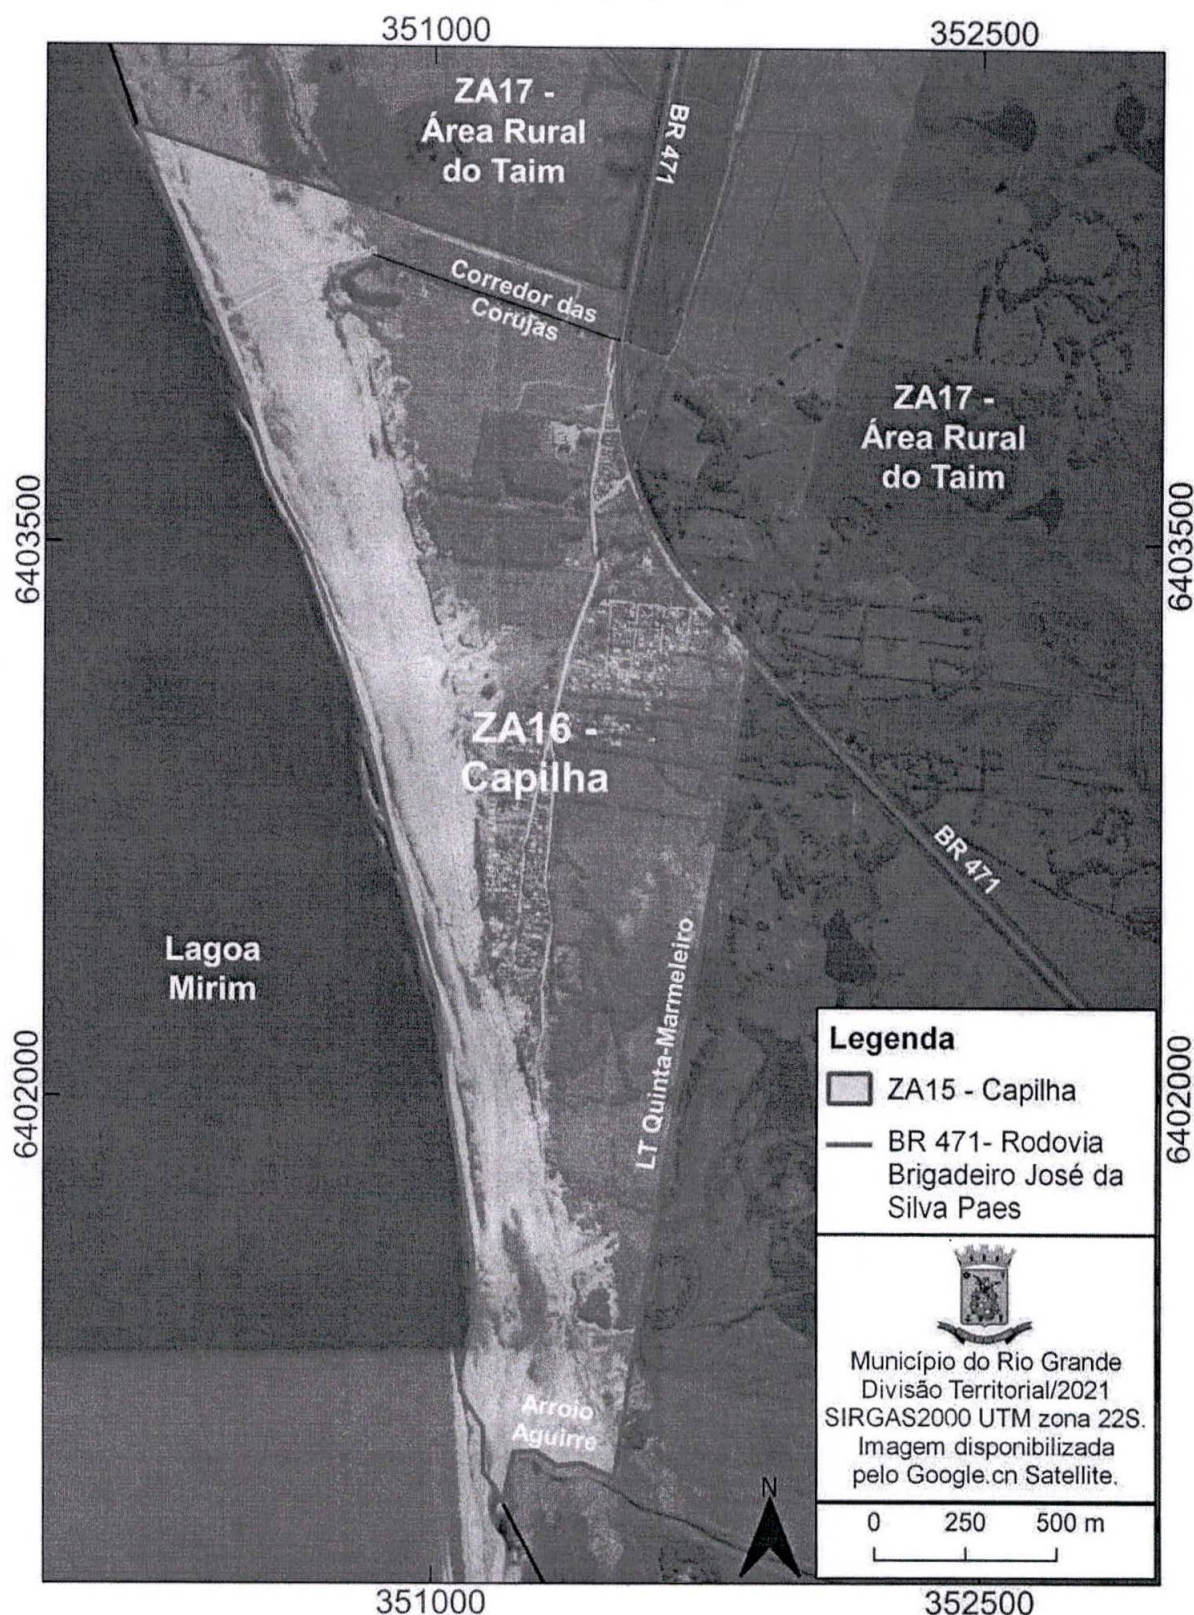 351000
352500
ZA17 -
Área Rural
do Taim
BR 471
Corredor das
Corujas
ZA17 -
Área Rural
do Taim
6403500
6403500
ZA16 -
Capilha
BR 471
Lagoa
Mirim
LT Quinta-Marmeleiro
6402000
6402000
Legenda
ZA15 - Capilha
BR 471- Rodovia
Brigadeiro José da
Silva Paes
Município do Rio Grande
Divisão Territorial/2021
SIRGAS2000 UTM zona 22S.
Imagem disponibilizada
pelo Google.cn Satellite.
Arroio
Aguirre
N
0 250 500 m
351000
352500